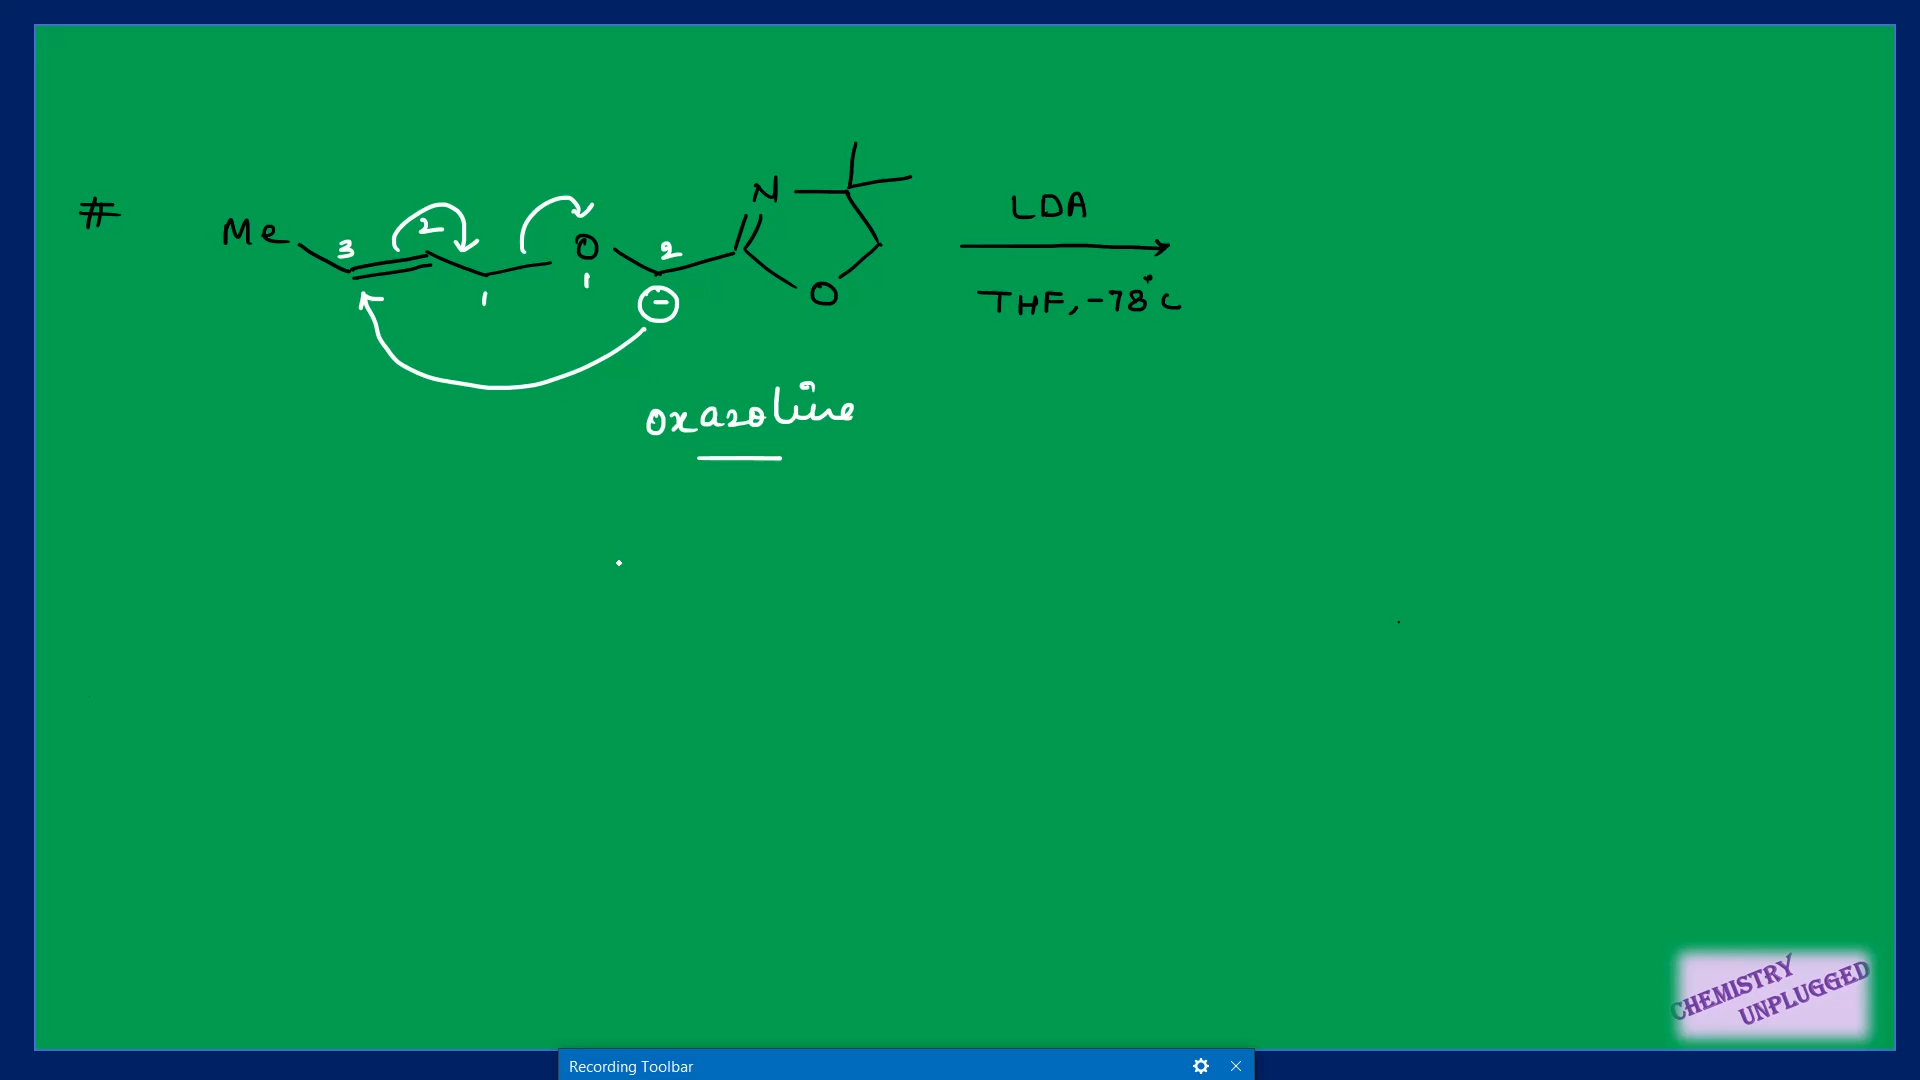 #
Me
3
2
1
O
1
2
−
N
O
LDA
THF, -78°C
oxazoline
CHEMISTRY
UNPLUGGED
Recording Toolbar